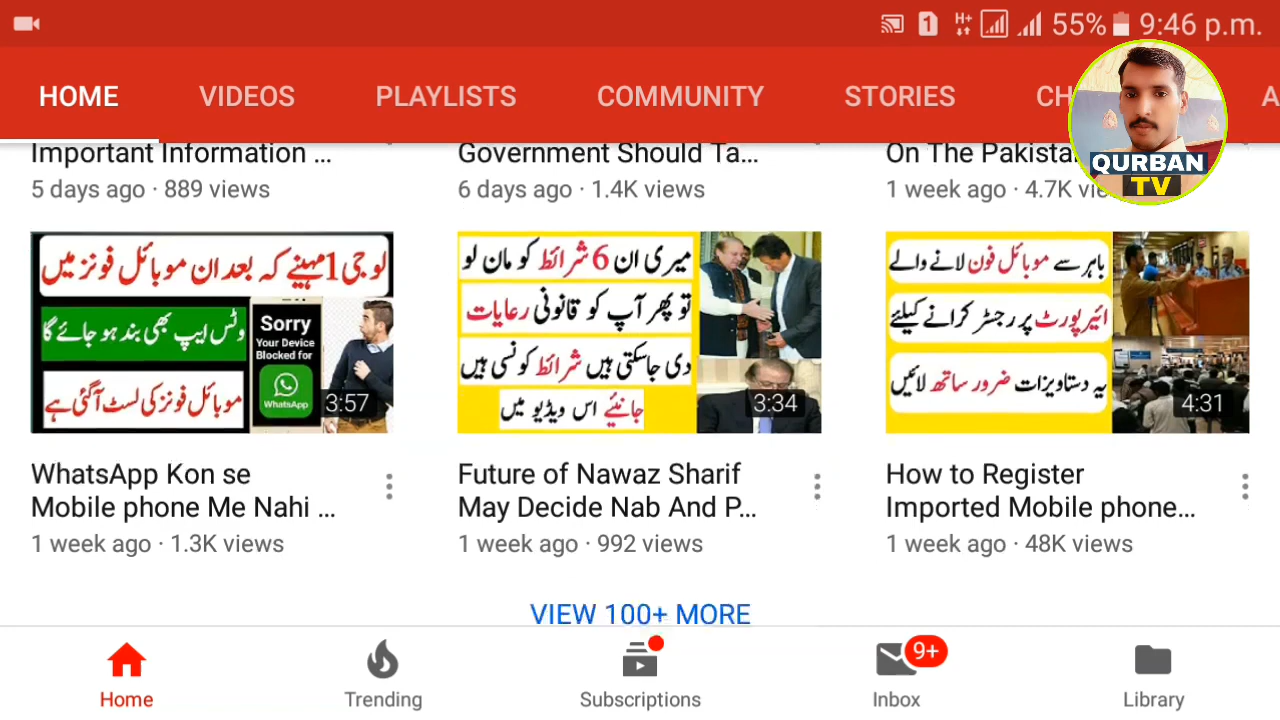 1 H+ 55% 9:46 p.m.
HOME VIDEOS PLAYLISTS COMMUNITY STORIES CH A
QURBAN
TV
Important Information ...
5 days ago · 889 views
Government Should Ta...
6 days ago · 1.4K views
On The Pakistan
1 week ago · 4.7K vie
لو جی 1 مہینے کہ بعد ان موبائل فونز میں
وٹس ایپ بھی بند ہو جائے گا
موبائل فونز کی لسٹ آگئی ہے
Sorry
Your Device
Blocked for
WhatsApp
3:57
WhatsApp Kon se
Mobile phone Me Nahi ...
1 week ago · 1.3K views
میری ان 6 شرائط کو مان لو
تو پھر آپ کو قانونی رعایات
دی جاسکتی ہیں شرائط کونسی ہیں
جانیئے اس ویڈیو میں
3:34
Future of Nawaz Sharif
May Decide Nab And P...
1 week ago · 992 views
باہر سے موبائل فون لانے والے
ائیرپورٹ پر رجسٹر کرانے کیلئے
یہ دستاویزات ضرور ساتھ لائیں
4:31
How to Register
Imported Mobile phone...
1 week ago · 48K views
VIEW 100+ MORE
9+
Home Trending Subscriptions Inbox Library